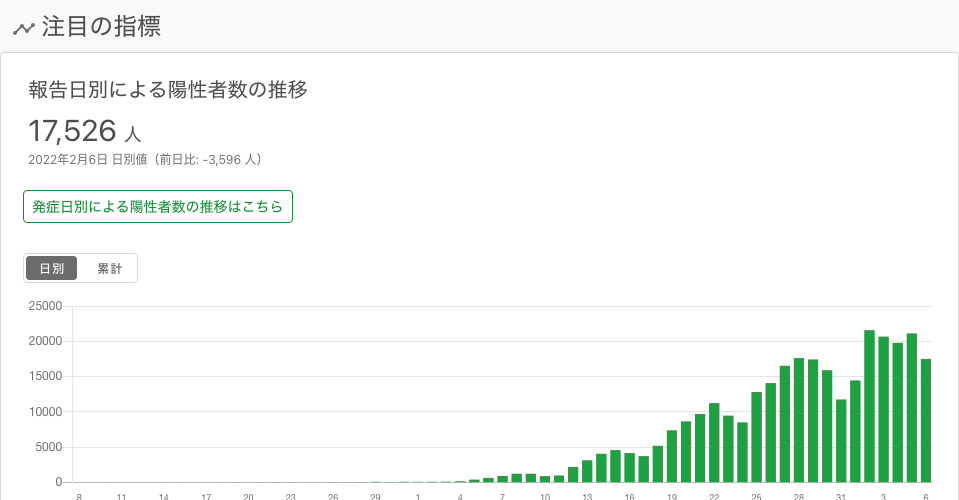 注目の指標
報告日別による陽性者数の推移
17,526 人
2022年2月6日 日別値（前日比: -3,596 人）
発症日別による陽性者数の推移はこちら
日別 累計
25000
20000
15000
10000
5000
0
8 11 14 17 20 23 26 29 1 4 7 10 13 16 19 22 25 28 31 3 6